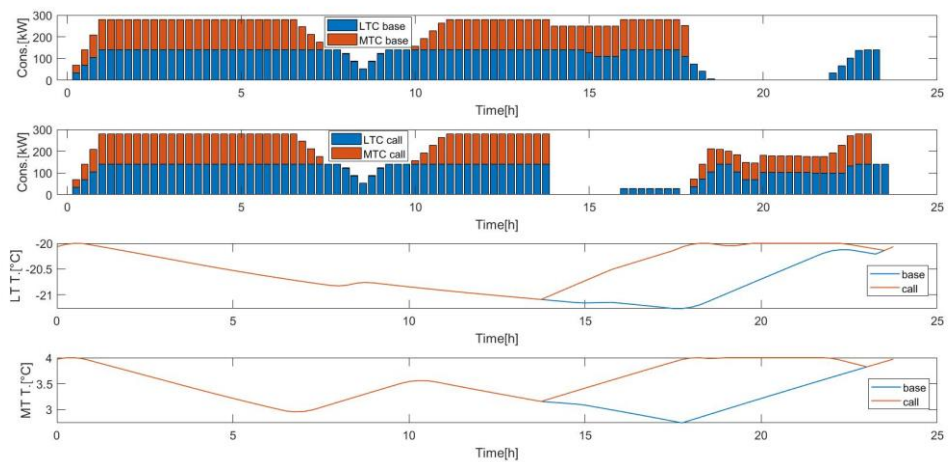 300
200
100
0
Cons.[kW]
LTC base
MTC base
0 5 10 15 20 25
Time[h]
300
200
100
0
Cons.[kW]
LTC call
MTC call
0 5 10 15 20 25
Time[h]
-20
-20.5
-21
LT T.[°C]
base
call
0 5 10 15 20 25
Time[h]
4
3.5
3
MT T.[°C]
base
call
0 5 10 15 20 25
Time[h]